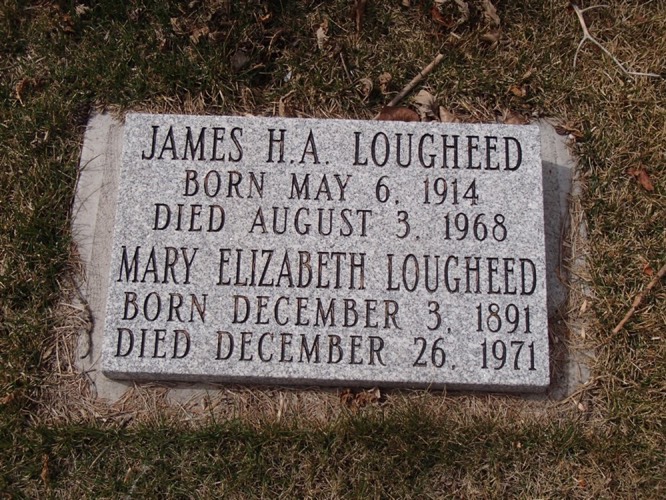 JAMES H.A. LOUGHEED
BORN MAY 6, 1914
DIED AUGUST 3, 1968
MARY ELIZABETH LOUGHEED
BORN DECEMBER 3, 1891
DIED DECEMBER 26, 1971